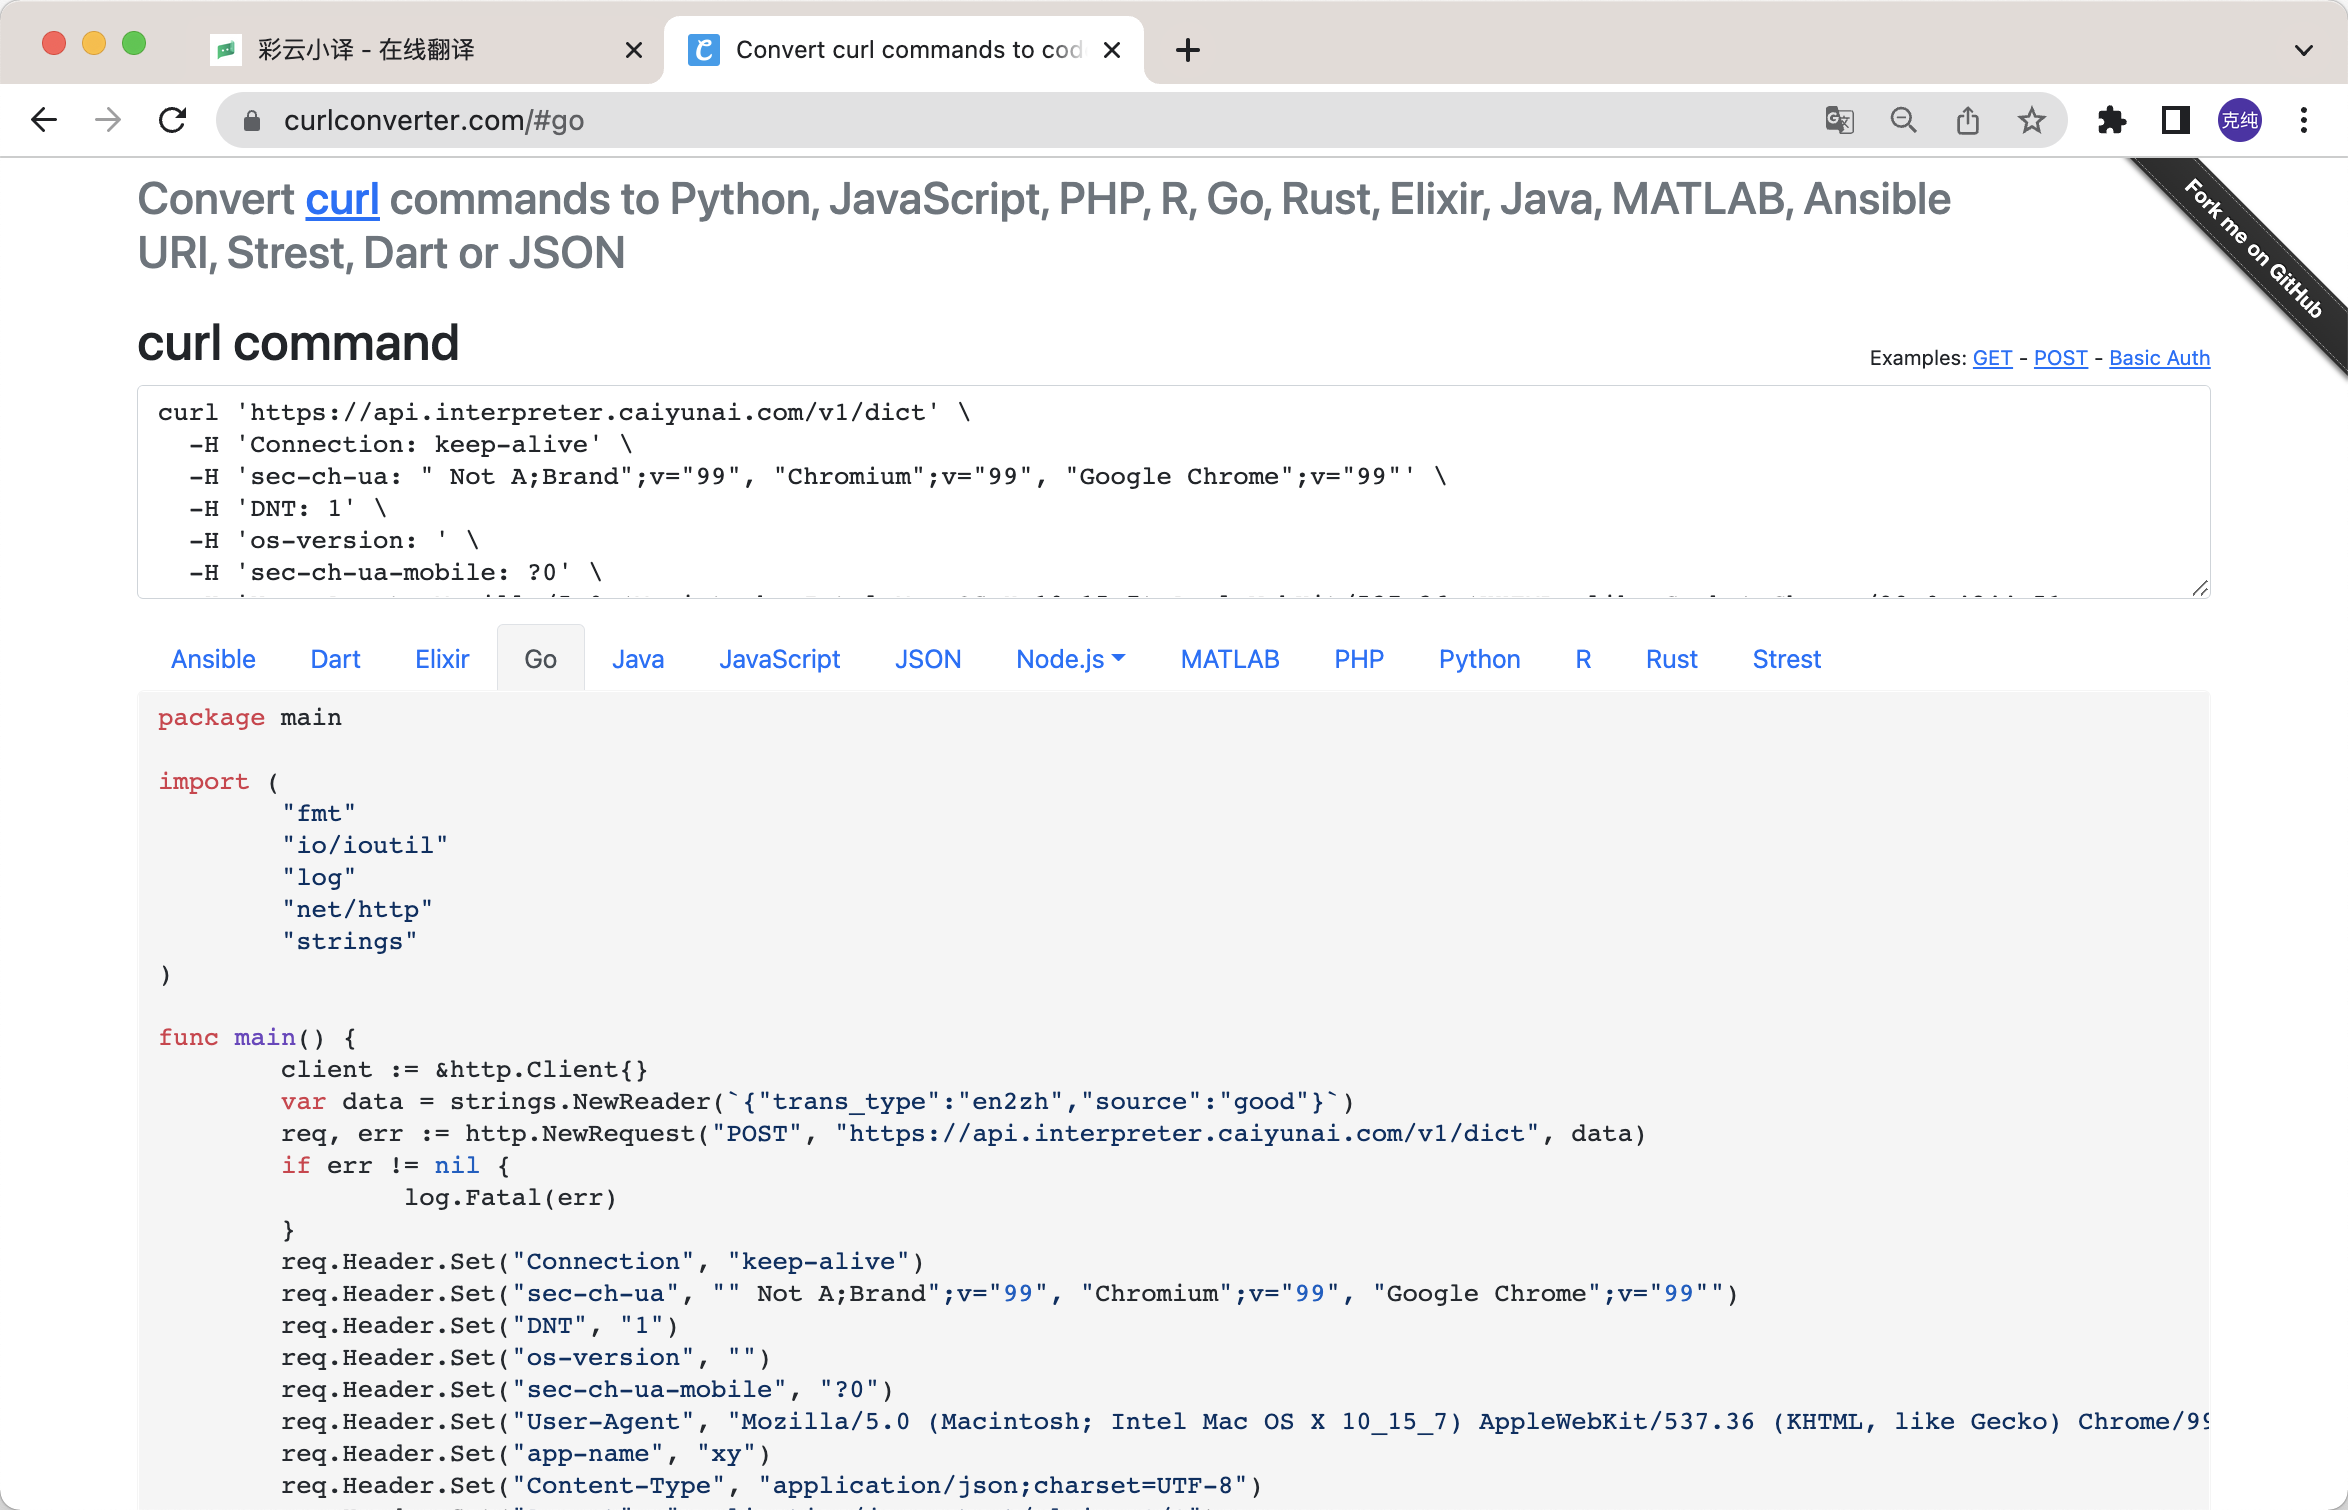 彩云小译 - 在线翻译
Convert curl commands to cod
curlconverter.com/#go
克纯
Fork me on GitHub
Convert curl commands to Python, JavaScript, PHP, R, Go, Rust, Elixir, Java, MATLAB, Ansible
URI, Strest, Dart or JSON
curl command
Examples: GET - POST - Basic Auth
curl 'https://api.interpreter.caiyunai.com/v1/dict' \
-H 'Connection: keep-alive' \
-H 'sec-ch-ua: " Not A;Brand";v="99", "Chromium";v="99", "Google Chrome";v="99"' \
-H 'DNT: 1' \
-H 'os-version: ' \
-H 'sec-ch-ua-mobile: ?0' \
Ansible Dart Elixir Go Java JavaScript JSON Node.js MATLAB PHP Python R Rust Strest
package main
import (
"fmt"
"io/ioutil"
"log"
"net/http"
"strings"
)
func main() {
client := &http.Client{}
var data = strings.NewReader(`{"trans_type":"en2zh","source":"good"}`)
req, err := http.NewRequest("POST", "https://api.interpreter.caiyunai.com/v1/dict", data)
if err != nil {
log.Fatal(err)
}
req.Header.Set("Connection", "keep-alive")
req.Header.Set("sec-ch-ua", "" Not A;Brand";v="99", "Chromium";v="99", "Google Chrome";v="99"")
req.Header.Set("DNT", "1")
req.Header.Set("os-version", "")
req.Header.Set("sec-ch-ua-mobile", "?0")
req.Header.Set("User-Agent", "Mozilla/5.0 (Macintosh; Intel Mac OS X 10_15_7) AppleWebKit/537.36 (KHTML, like Gecko) Chrome/99
req.Header.Set("app-name", "xy")
req.Header.Set("Content-Type", "application/json;charset=UTF-8")